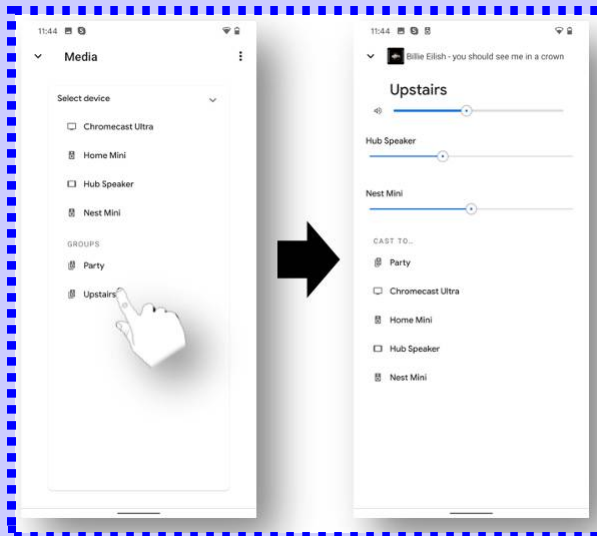 11:44
Media
Select device
Chromecast Ultra
Home Mini
Hub Speaker
Nest Mini
GROUPS
Party
Upstairs
11:44
Billie Eilish - you should see me in a crown
Upstairs
Hub Speaker
Nest Mini
CAST TO..
Party
Chromecast Ultra
Home Mini
Hub Speaker
Nest Mini